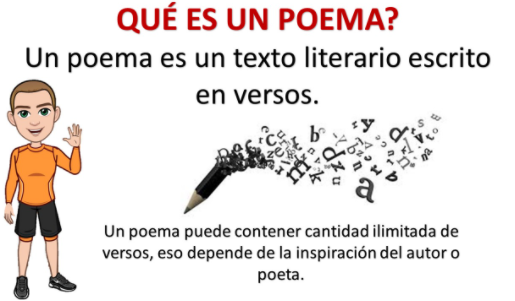 QUÉ ES UN POEMA?
Un poema es un texto literario escrito
en versos.
Un poema puede contener cantidad ilimitada de
versos, eso depende de la inspiración del autor o
poeta.